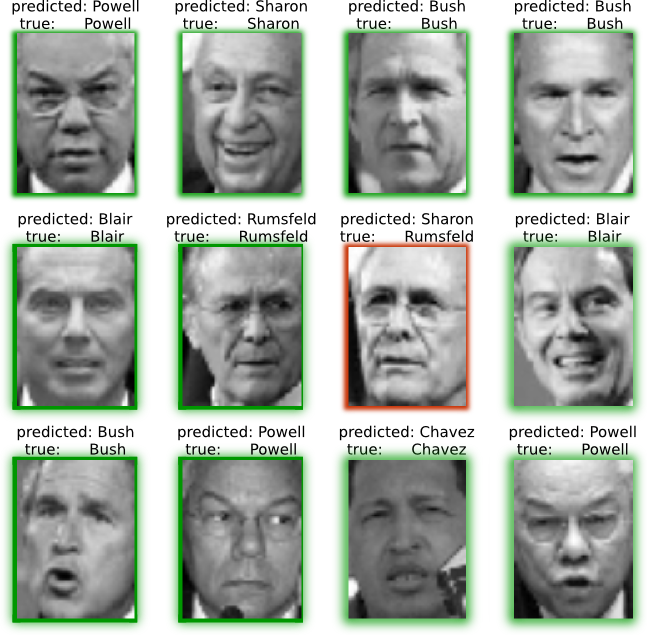 predicted: Powell
true: Powell
predicted: Sharon
true: Sharon
predicted: Bush
true: Bush
predicted: Bush
true: Bush
predicted: Blair
true: Blair
predicted: Rumsfeld
true: Rumsfeld
predicted: Sharon
true: Rumsfeld
predicted: Blair
true: Blair
predicted: Bush
true: Bush
predicted: Powell
true: Powell
predicted: Chavez
true: Chavez
predicted: Powell
true: Powell